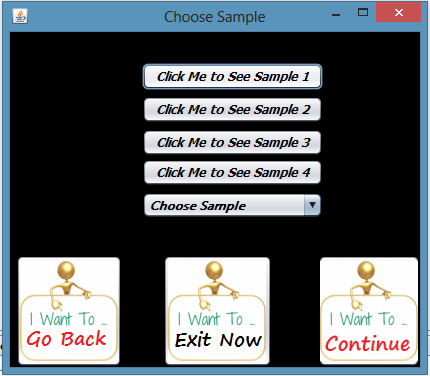 Choose Sample
Click Me to See Sample 1
Click Me to See Sample 2
Click Me to See Sample 3
Click Me to See Sample 4
Choose Sample
I Want To ...
Go Back
I Want To ...
Exit Now
I Want To ...
Continue